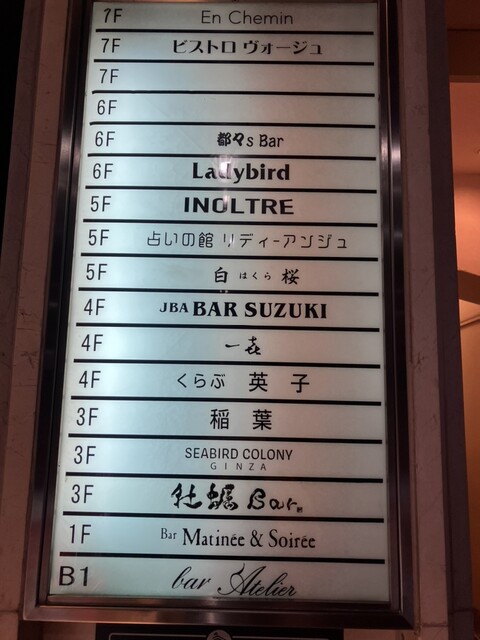 7F En Chemin
7F ビストロ ヴォージュ
7F
6F
6F 都々s Bar
6F Ladybird
5F INOLTRE
5F 占いの館 リディーアンジュ
5F 白 はくら 桜
4F JBA BAR SUZUKI
4F 一㐂
4F くらぶ 英子
3F 稲葉
3F SEABIRD COLONY
GINZA
3F 牡蠣 Bar
1F Bar Matinée & Soirée
B1 bar Atelier